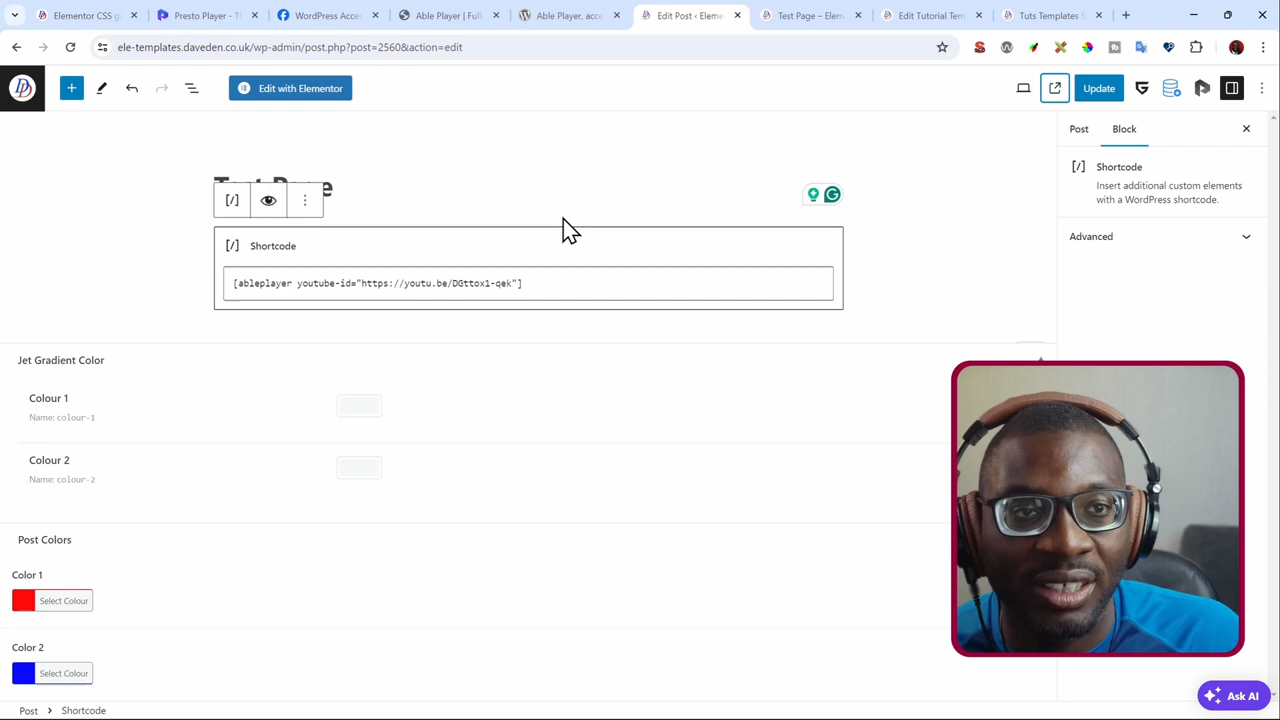 Elementor CSS g
Presto Player - Th
WordPress Acces
Able Player | Full
Able Player, acce
Edit Post ‹ Eleme
Test Page – Eleme
Edit Tutorial Tem
Tuts Templates S
ele-templates.daveden.co.uk/wp-admin/post.php?post=2560&action=edit
Edit with Elementor
Update
Post
Block
Test Page
[/]
Shortcode
Insert additional custom elements
with a WordPress shortcode.
Advanced
[/]
[/] Shortcode
[ableplayer youtube-id="https://youtu.be/DGttox1-qek"]
Jet Gradient Color
Colour 1
Name: colour-1
Colour 2
Name: colour-2
Post Colors
Color 1
Select Colour
Color 2
Select Colour
Ask AI
Post
Shortcode